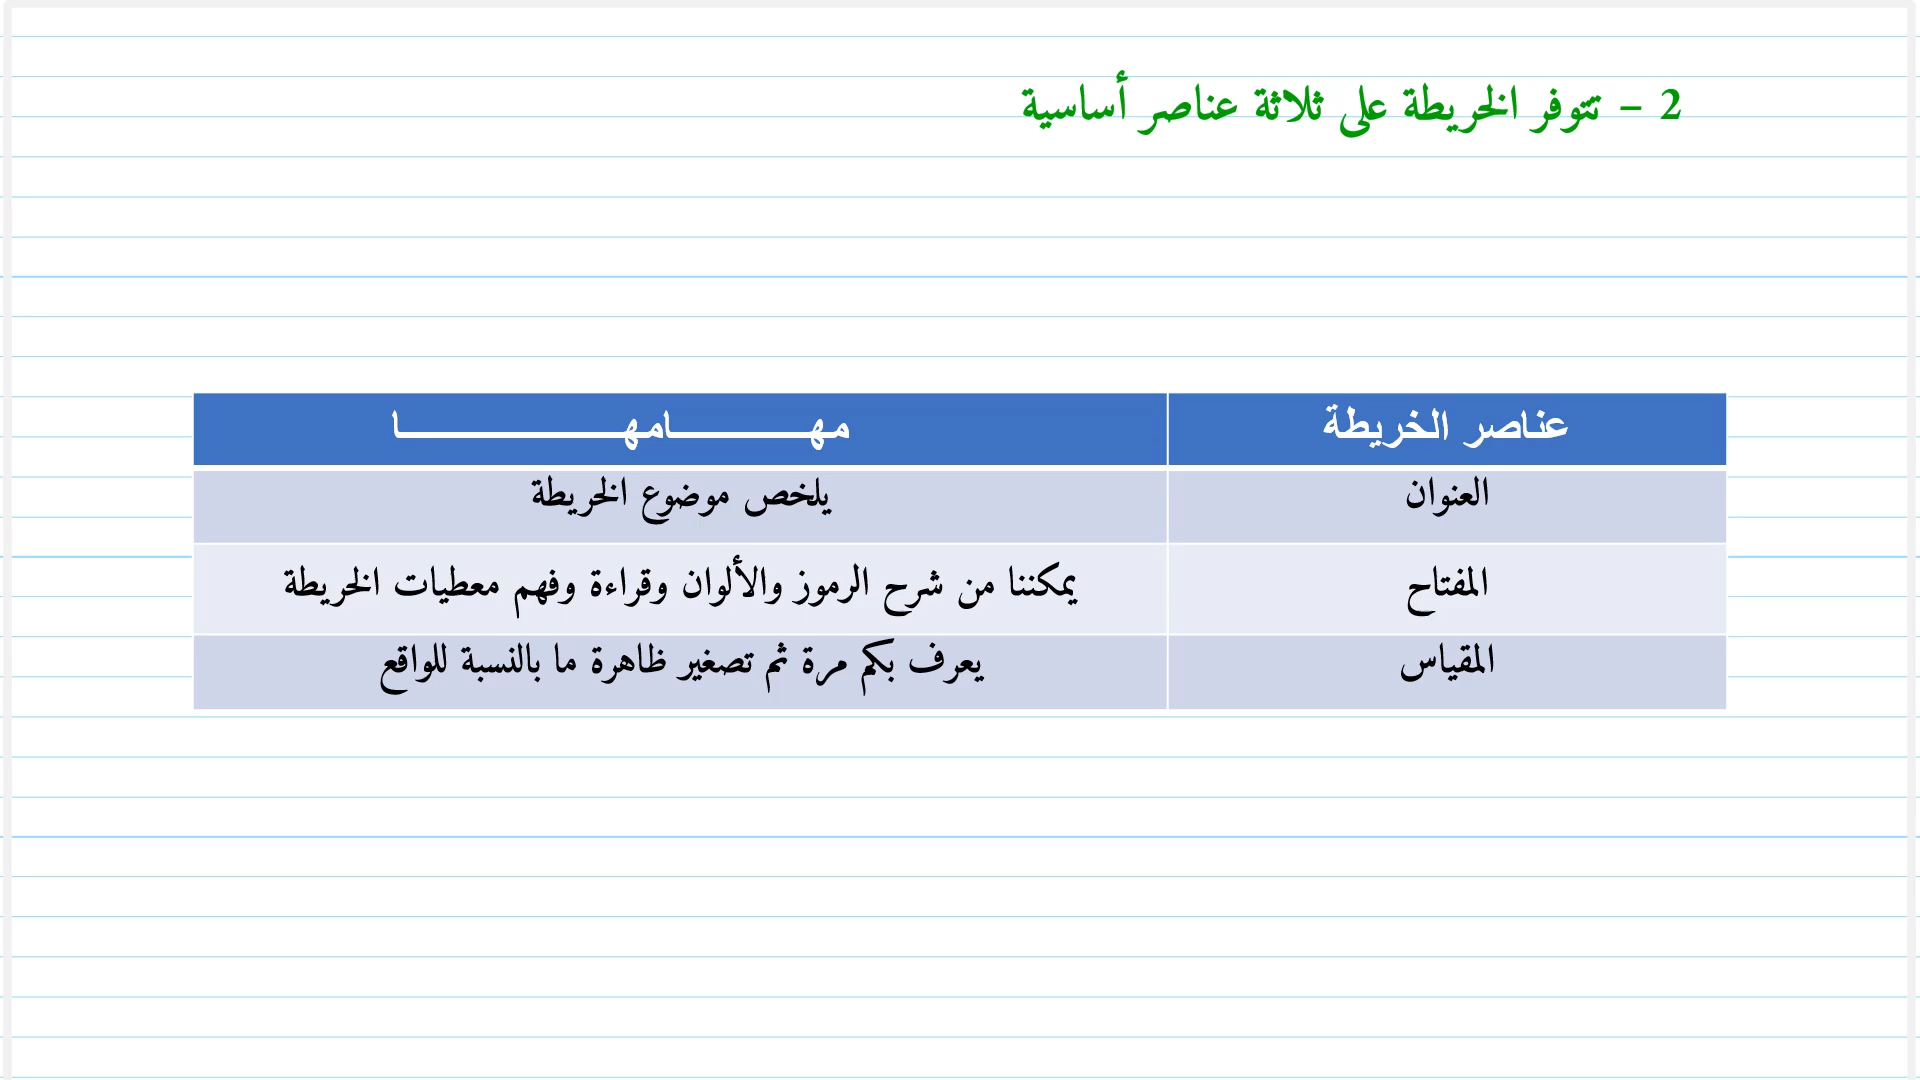 2 – تتوفر الخريطة على ثلاثة عناصر أساسية
عناصر الخريطة مهـــــــامهـــــــــــــا
العنوان يلخص موضوع الخريطة
المفتاح يمكننا من شرح الرموز والألوان وقراءة وفهم معطيات الخريطة
المقياس يعرف بكم مرة ثم تصغير ظاهرة ما بالنسبة للواقع